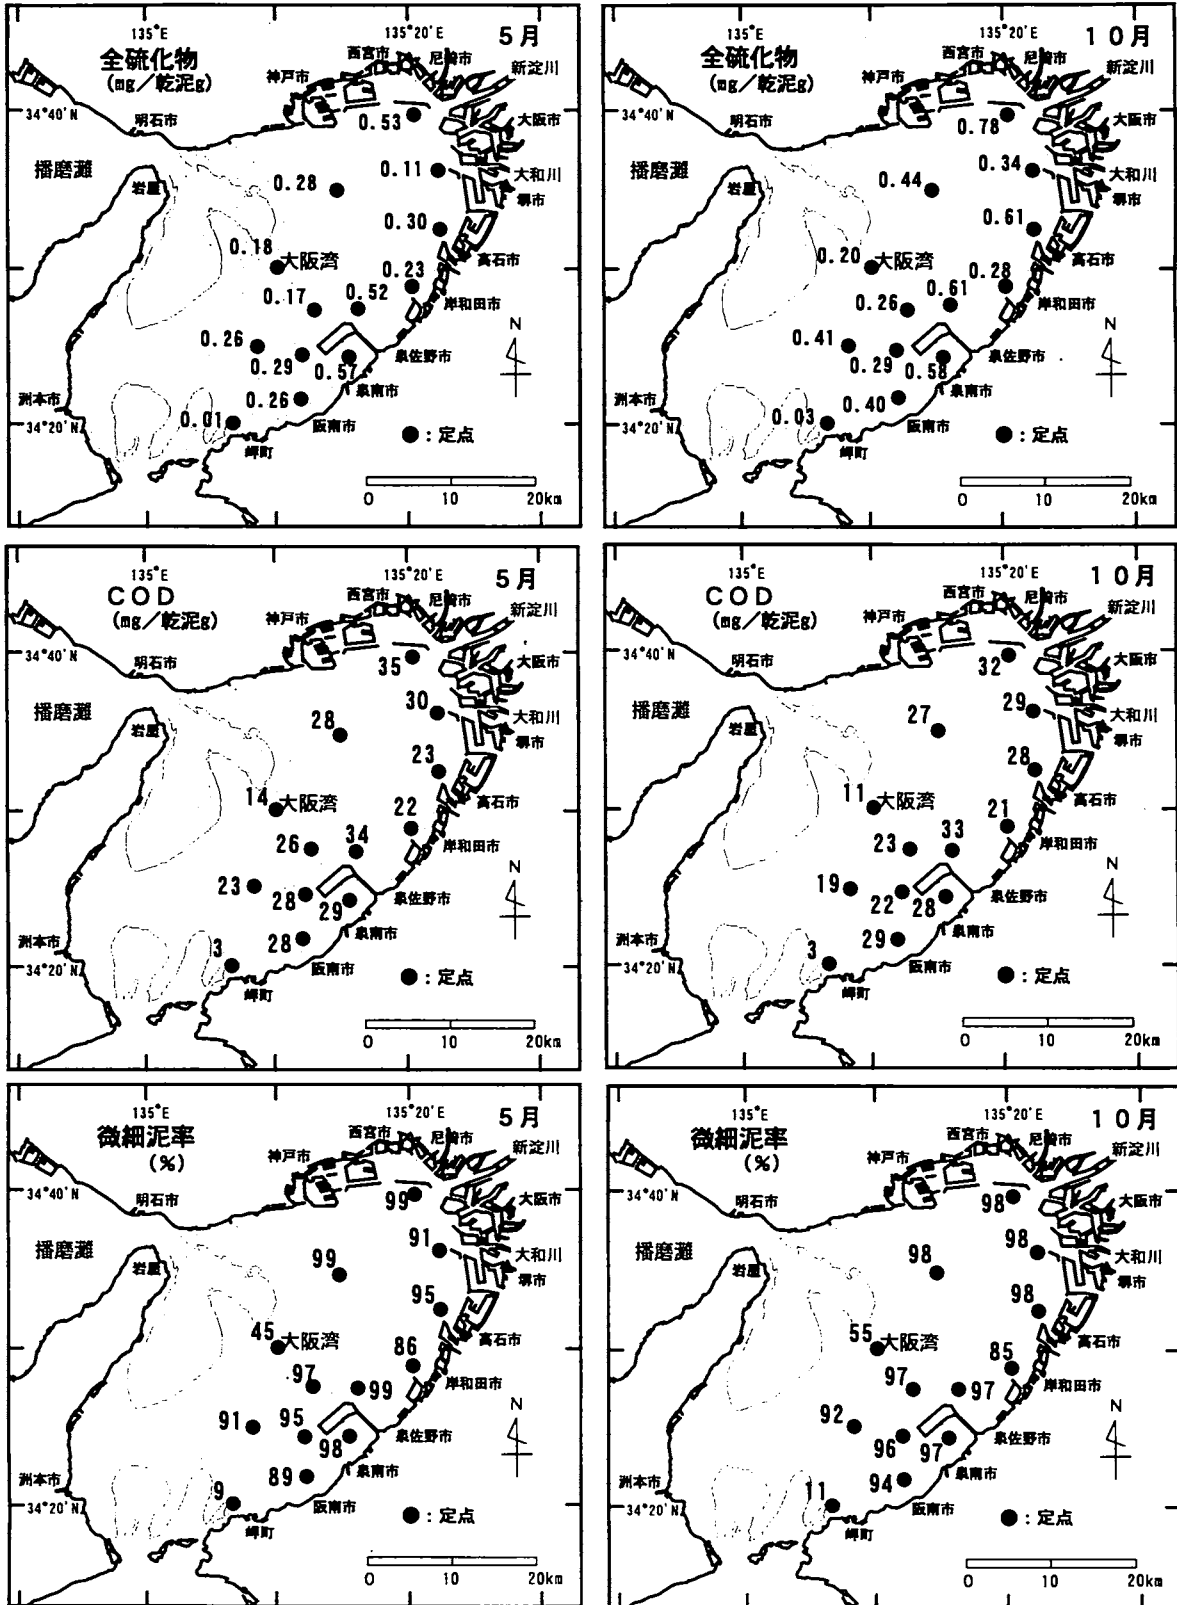 135°E
135°20'E
5月
全硫化物
(mg/乾泥g)
西宮市
尼崎市
新淀川
神戸市
34°40'N
明石市
大阪市
0.53
播磨灘
岩屋
0.28
0.11
大和川
堺市
0.30
0.18
大阪湾
高石市
0.23
0.17
0.52
岸和田市
N
0.26
0.29
0.57
泉佐野市
泉南市
洲本市
0.26
34°20'N
0.01
阪南市
岬町
●:定点
0 10 20km
135°E
135°20'E
10月
全硫化物
(mg/乾泥g)
西宮市
尼崎市
新淀川
神戸市
34°40'N
明石市
大阪市
0.78
播磨灘
岩屋
0.44
0.34
大和川
堺市
0.61
0.20
大阪湾
高石市
0.28
0.26
0.61
岸和田市
N
0.41
0.29
0.58
泉佐野市
泉南市
洲本市
0.40
34°20'N
0.03
阪南市
岬町
●:定点
0 10 20km
135°E
135°20'E
5月
COD
(mg/乾泥g)
西宮市
尼崎市
新淀川
神戸市
34°40'N
明石市
大阪市
35
播磨灘
岩屋
28
30
大和川
堺市
23
14
大阪湾
高石市
22
26
34
岸和田市
N
23
28
29
泉佐野市
泉南市
洲本市
28
34°20'N
3
阪南市
岬町
●:定点
0 10 20km
135°E
135°20'E
10月
COD
(mg/乾泥g)
西宮市
尼崎市
新淀川
神戸市
34°40'N
明石市
大阪市
32
播磨灘
岩屋
27
29
大和川
堺市
28
11
大阪湾
高石市
21
23
33
岸和田市
N
19
22
28
泉佐野市
泉南市
洲本市
29
34°20'N
3
阪南市
岬町
●:定点
0 10 20km
135°E
135°20'E
5月
微細泥率
(%)
西宮市
尼崎市
新淀川
神戸市
34°40'N
明石市
大阪市
99
播磨灘
岩屋
99
91
大和川
堺市
95
45
大阪湾
高石市
86
97
99
岸和田市
N
91
95
98
泉佐野市
泉南市
洲本市
89
34°20'N
9
阪南市
岬町
●:定点
0 10 20km
135°E
135°20'E
10月
微細泥率
(%)
西宮市
尼崎市
新淀川
神戸市
34°40'N
明石市
大阪市
98
播磨灘
岩屋
98
98
大和川
堺市
98
55
大阪湾
高石市
85
97
97
岸和田市
N
92
96
97
泉佐野市
泉南市
洲本市
94
34°20'N
11
阪南市
岬町
●:定点
0 10 20km